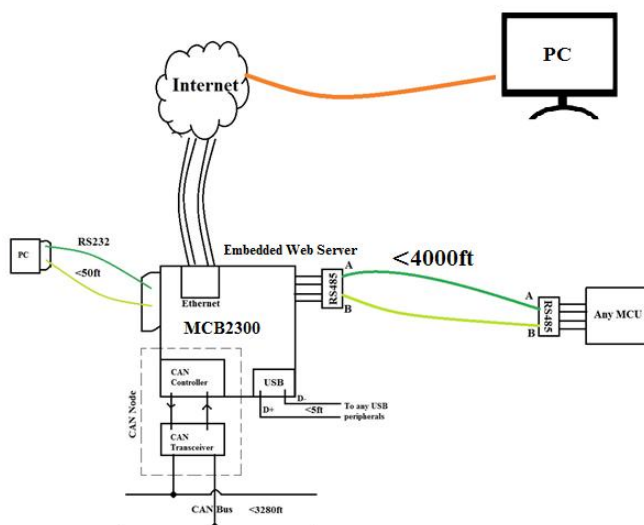 PC
Internet
RS232
PC
<50ft
Embedded Web Server
<4000ft
Ethernet
MCB2300
A
B
RS485
A
B
RS485
Any MCU
CAN Node
CAN
Controller
USB
D-
D+
<5ft
To any USB
peripherals
CAN
Transceiver
CAN Bus
<3280ft